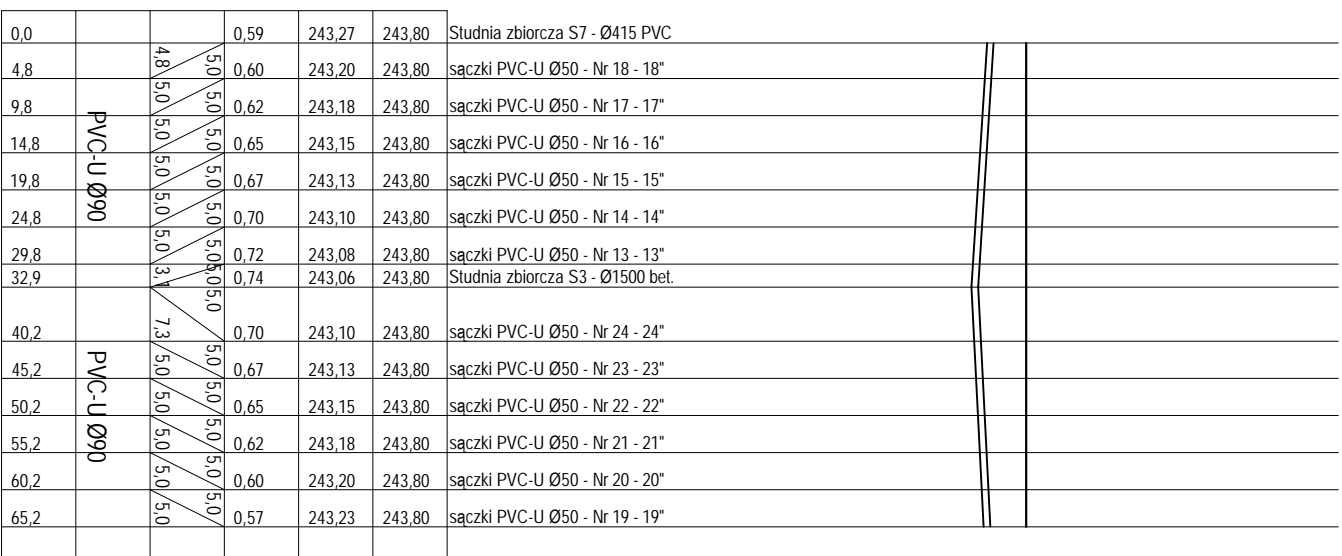 0,0 0,59 243,27 243,80 Studnia zbiorcza S7 - Ø415 PVC
4,8 5,0
4,8 0,60 243,20 243,80 sączki PVC-U Ø50 - Nr 18 - 18"
5,0 5,0
9,8 0,62 243,18 243,80 sączki PVC-U Ø50 - Nr 17 - 17"
5,0 5,0
14,8 0,65 243,15 243,80 sączki PVC-U Ø50 - Nr 16 - 16"
PVC-U Ø90
5,0 5,0
19,8 0,67 243,13 243,80 sączki PVC-U Ø50 - Nr 15 - 15"
5,0 5,0
24,8 0,70 243,10 243,80 sączki PVC-U Ø50 - Nr 14 - 14"
5,0 5,0
29,8 0,72 243,08 243,80 sączki PVC-U Ø50 - Nr 13 - 13"
3,1 5,0
32,9 0,74 243,06 243,80 Studnia zbiorcza S3 - Ø1500 bet.
7,3 5,0
40,2 0,70 243,10 243,80 sączki PVC-U Ø50 - Nr 24 - 24"
5,0 5,0
45,2 0,67 243,13 243,80 sączki PVC-U Ø50 - Nr 23 - 23"
5,0 5,0
50,2 0,65 243,15 243,80 sączki PVC-U Ø50 - Nr 22 - 22"
PVC-U Ø90
5,0 5,0
55,2 0,62 243,18 243,80 sączki PVC-U Ø50 - Nr 21 - 21"
5,0 5,0
60,2 0,60 243,20 243,80 sączki PVC-U Ø50 - Nr 20 - 20"
5,0 5,0
65,2 0,57 243,23 243,80 sączki PVC-U Ø50 - Nr 19 - 19"